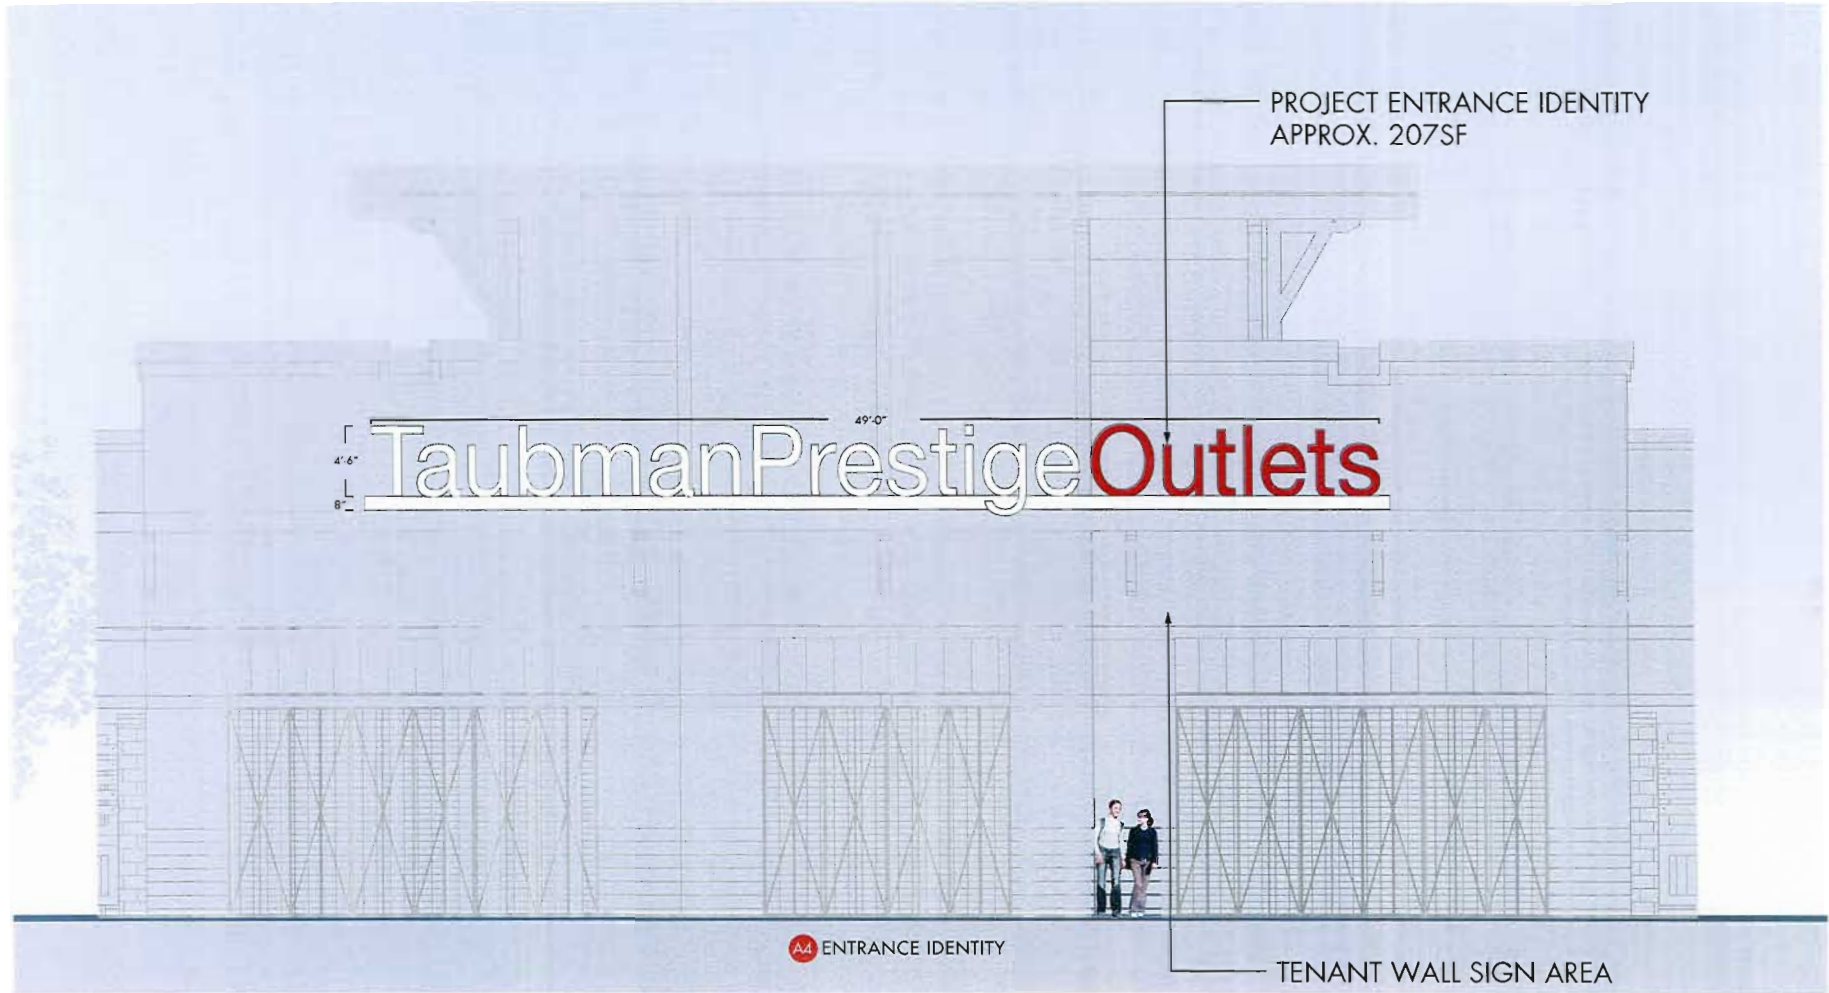 PROJECT ENTRANCE IDENTITY
APPROX. 207SF
49'-0"
4'-6"
TaubmanPrestigeOutlets
8"
A4 ENTRANCE IDENTITY
TENANT WALL SIGN AREA